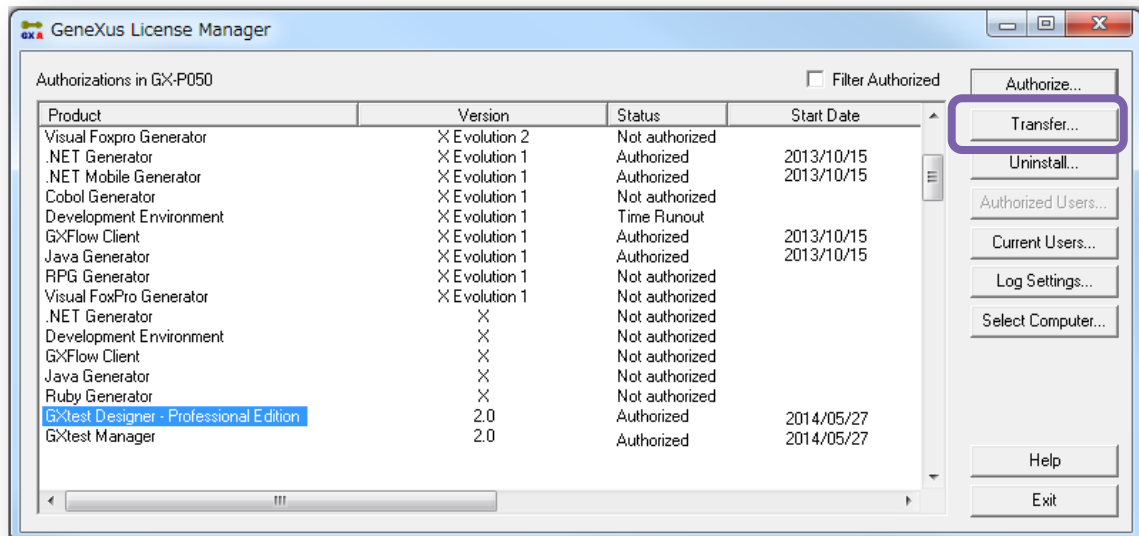 GeneXus License Manager
Authorizations in GX-P050 Filter Authorized
Product Version Status Start Date
Visual Foxpro Generator X Evolution 2 Not authorized
.NET Generator X Evolution 1 Authorized 2013/10/15
.NET Mobile Generator X Evolution 1 Authorized 2013/10/15
Cobol Generator X Evolution 1 Not authorized
Development Environment X Evolution 1 Time Runout
GXFlow Client X Evolution 1 Authorized 2013/10/15
Java Generator X Evolution 1 Authorized 2013/10/15
RPG Generator X Evolution 1 Not authorized
Visual FoxPro Generator X Evolution 1 Not authorized
.NET Generator X Not authorized
Development Environment X Not authorized
GXFlow Client X Not authorized
Java Generator X Not authorized
Ruby Generator X Not authorized
GXtest Designer - Professional Edition 2.0 Authorized 2014/05/27
GXtest Manager 2.0 Authorized 2014/05/27
Authorize...
Transfer...
Uninstall...
Authorized Users...
Current Users...
Log Settings...
Select Computer...
Help
Exit